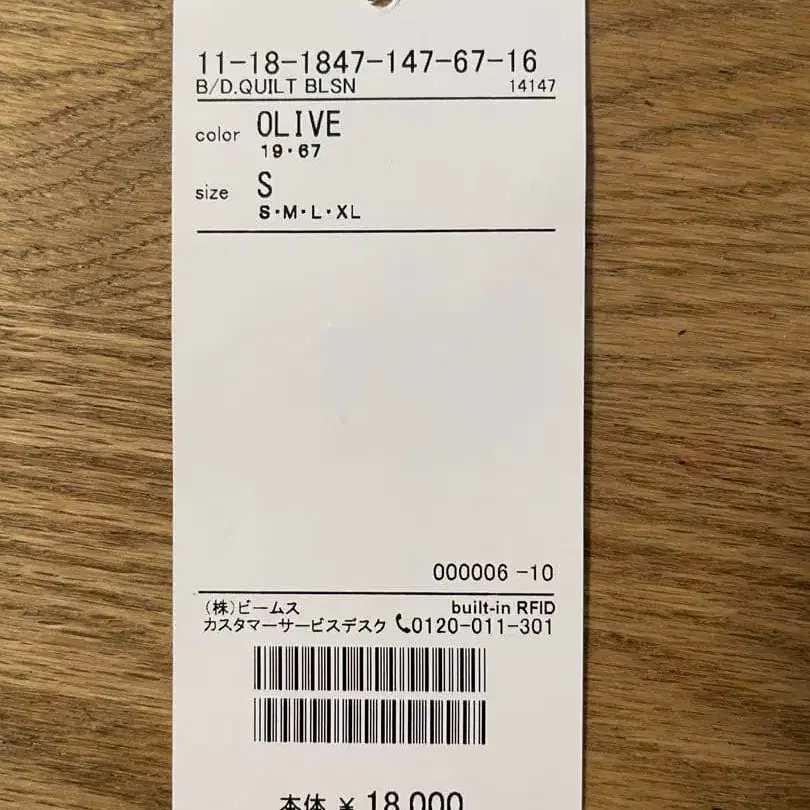 11-18-1847-147-67-16
B/D.QUILT BLSN 14147
color OLIVE
19・67
size S
S・M・L・XL
000006 -10
(株)ビームス built-in RFID
カスタマーサービスデスク 0120-011-301
本体 ¥ 18,000